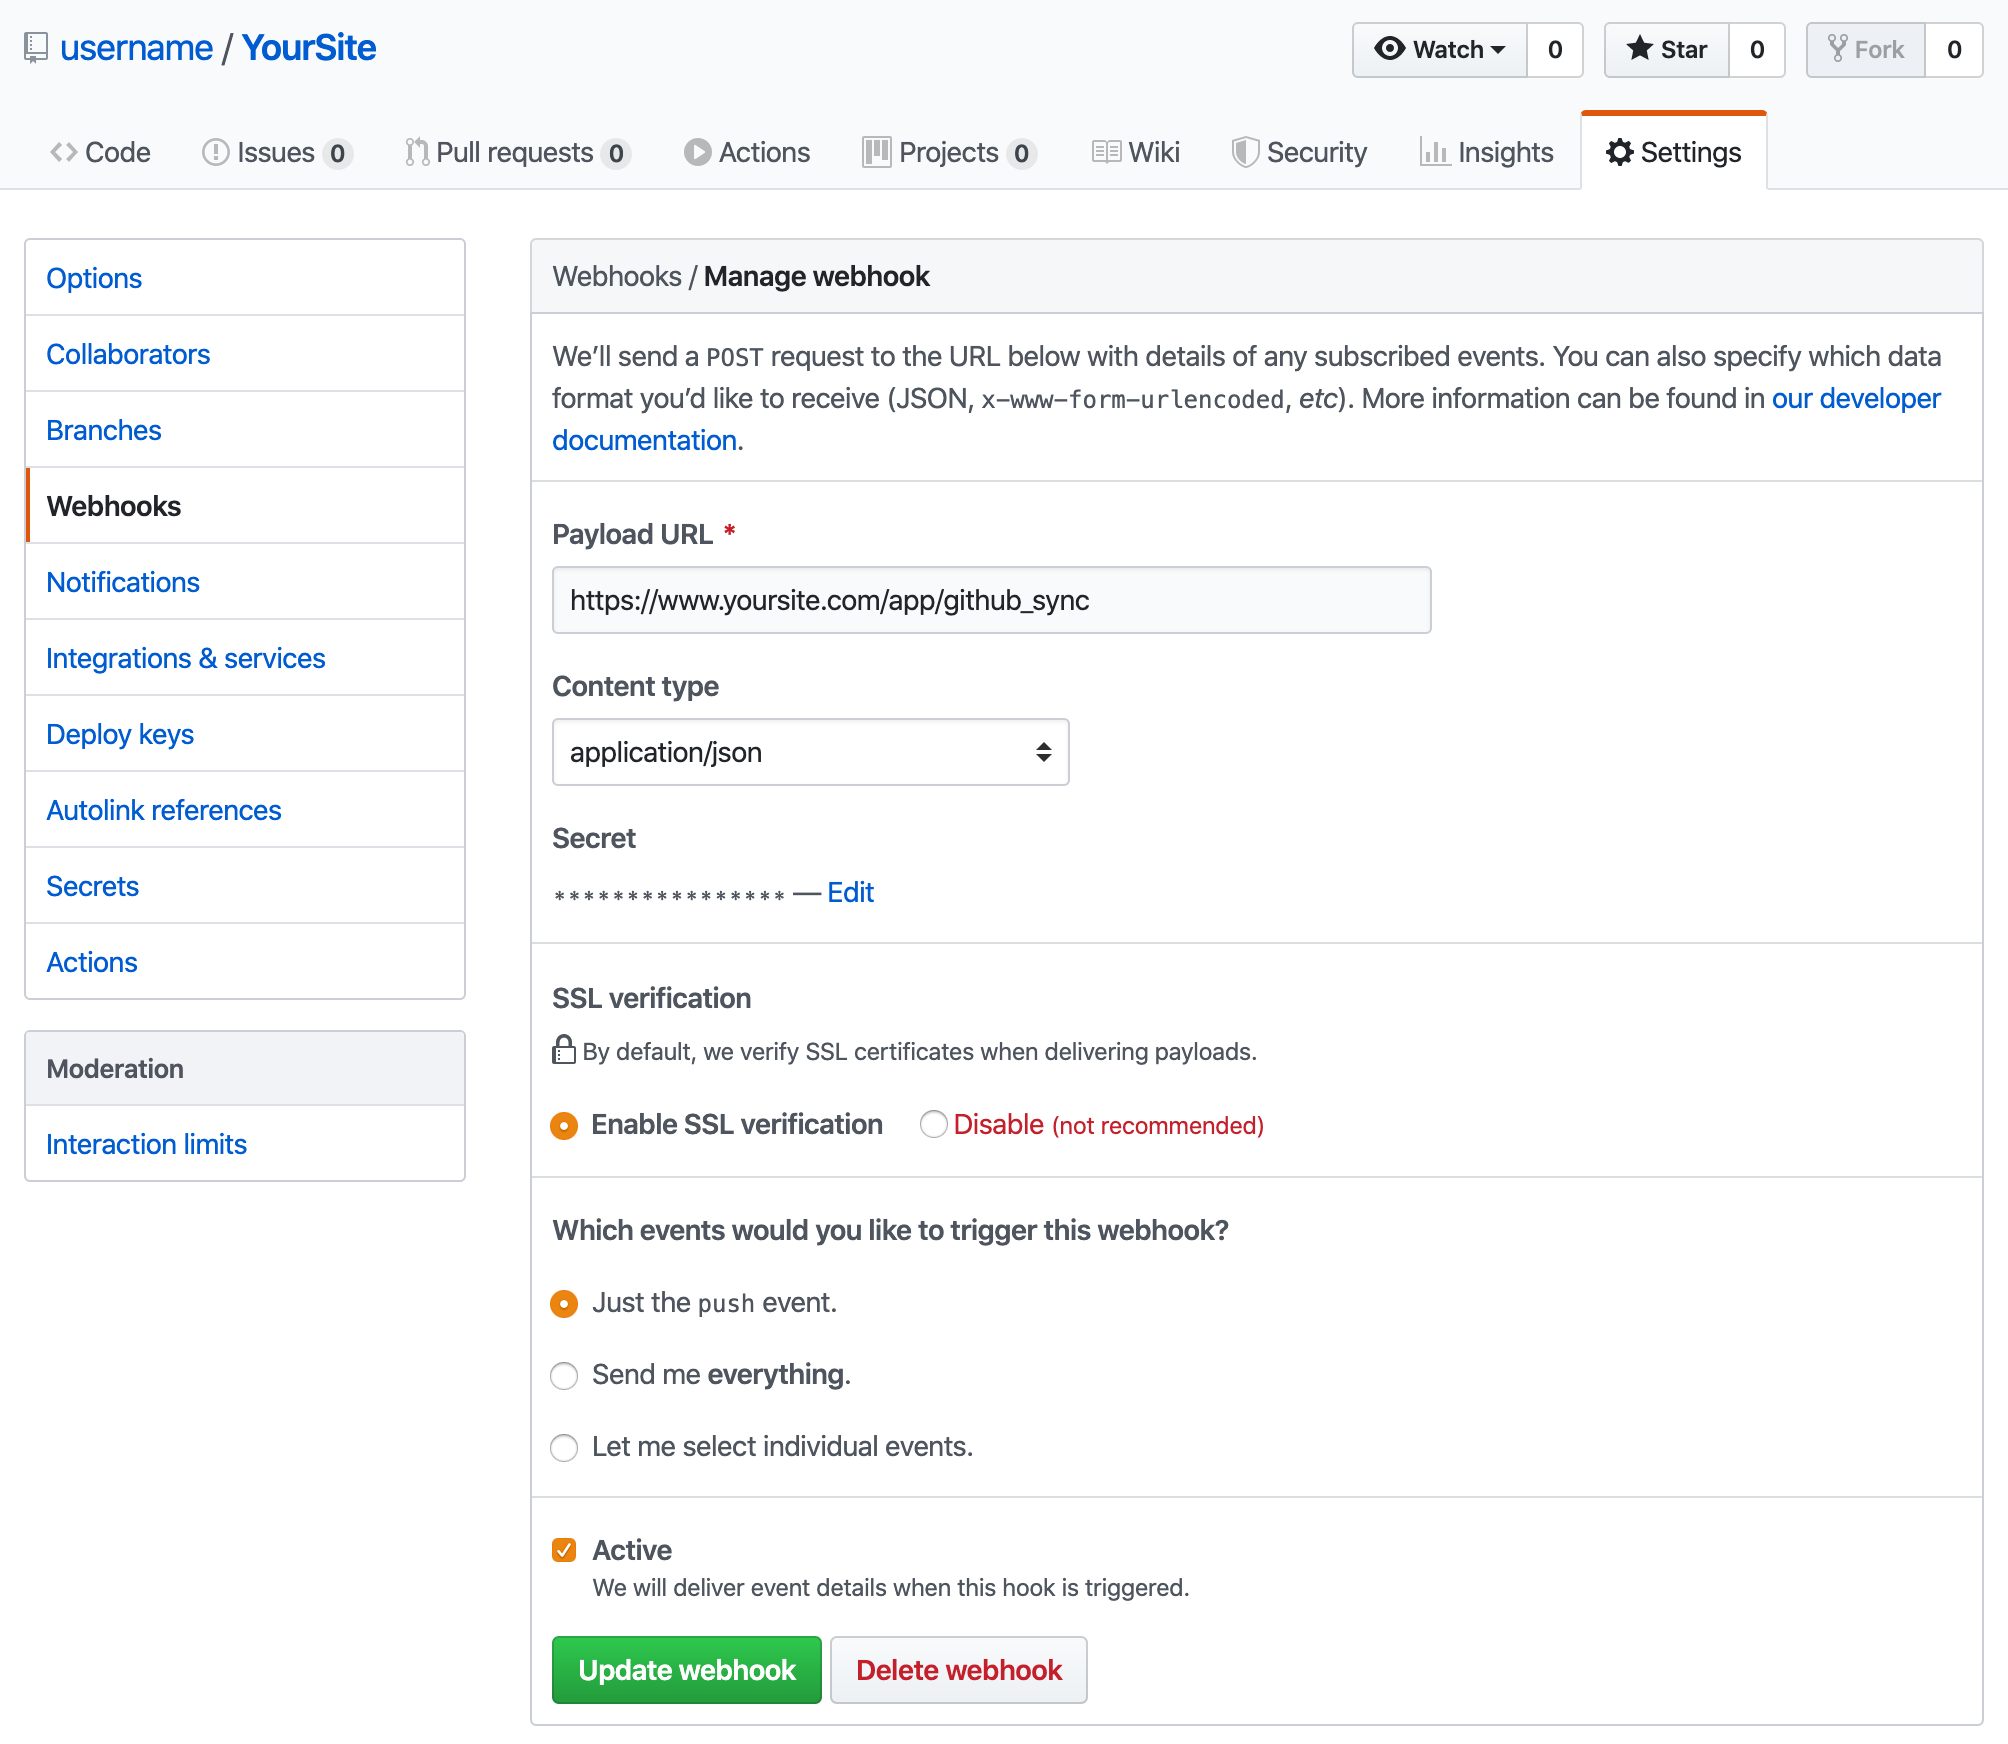 username / YourSite
Watch 0 Star 0 Fork 0
Code Issues 0 Pull requests 0 Actions Projects 0 Wiki Security Insights Settings
Options
Collaborators
Branches
Webhooks
Notifications
Integrations & services
Deploy keys
Autolink references
Secrets
Actions
Moderation
Interaction limits
Webhooks / Manage webhook
We’ll send a POST request to the URL below with details of any subscribed events. You can also specify which data
format you’d like to receive (JSON, x-www-form-urlencoded, etc). More information can be found in our developer
documentation.
Payload URL *
https://www.yoursite.com/app/github_sync
Content type
application/json
Secret
**************** — Edit
SSL verification
By default, we verify SSL certificates when delivering payloads.
Enable SSL verification Disable (not recommended)
Which events would you like to trigger this webhook?
Just the push event.
Send me everything.
Let me select individual events.
Active
We will deliver event details when this hook is triggered.
Update webhook Delete webhook